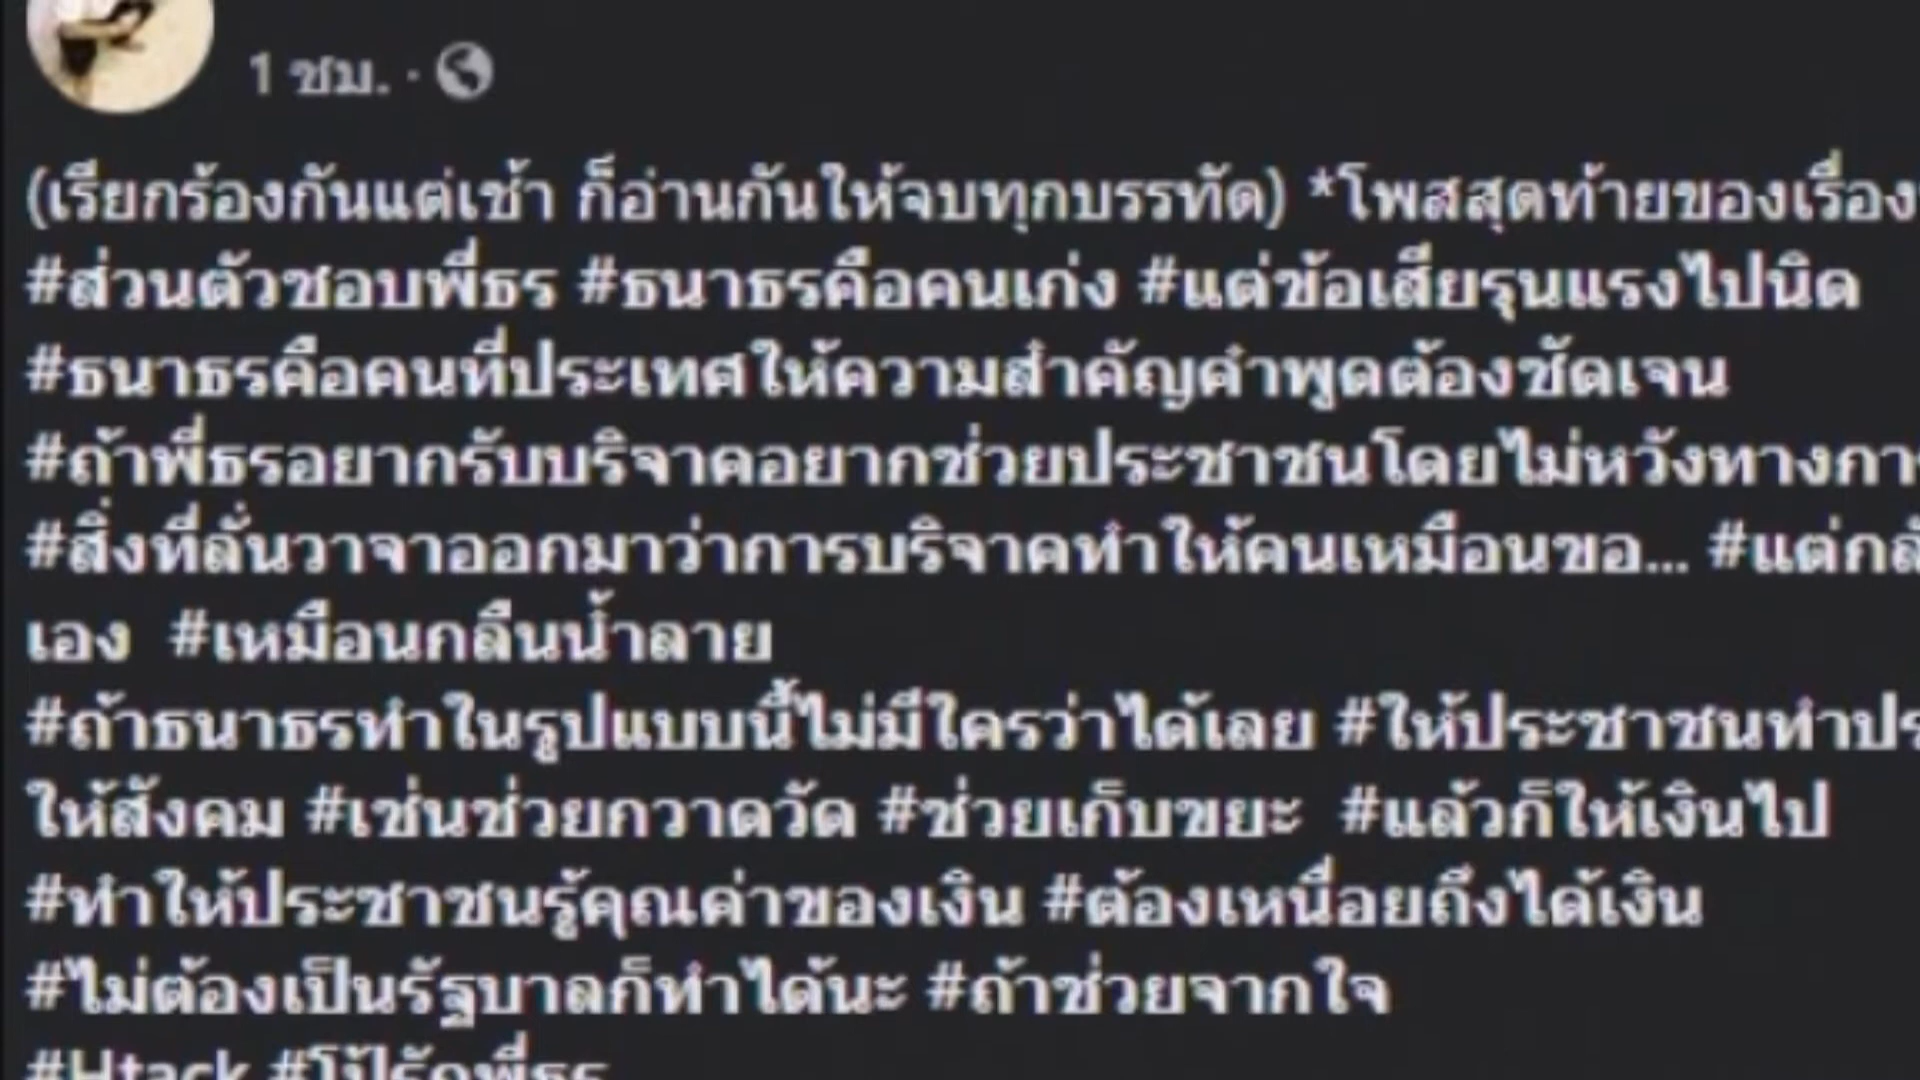 1 ชม. ·
(เรียกร้องกันแต่เช้า ก็อ่านกันให้จบทุกบรรทัด) *โพสสุดท้ายของเรื่อง
#ส่วนตัวชอบพี่ธร #ธนาธรคือคนเก่ง #แต่ข้อเสียรุนแรงไปนิด
#ธนาธรคือคนที่ประเทศให้ความสำคัญคำพูดต้องชัดเจน
#ถ้าพี่ธรอยากรับบริจาคอยากช่วยประชาชนโดยไม่หวังทางกา
#สิ่งที่ลั่นวาจาออกมาว่าการบริจาคทำให้คนเหมือนขอ... #แต่กลั
เอง #เหมือนกลืนน้ำลาย
#ถ้าธนาธรทำในรูปแบบนี้ไม่มีใครว่าได้เลย #ให้ประชาชนทำปร
ให้สังคม #เช่นช่วยกวาดวัด #ช่วยเก็บขยะ #แล้วก็ให้เงินไป
#ทำให้ประชาชนรู้คุณค่าของเงิน #ต้องเหนื่อยถึงได้เงิน
#ไม่ต้องเป็นรัฐบาลก็ทำได้นะ #ถ้าช่วยจากใจ
#Htack #โป้รักพี่ธร